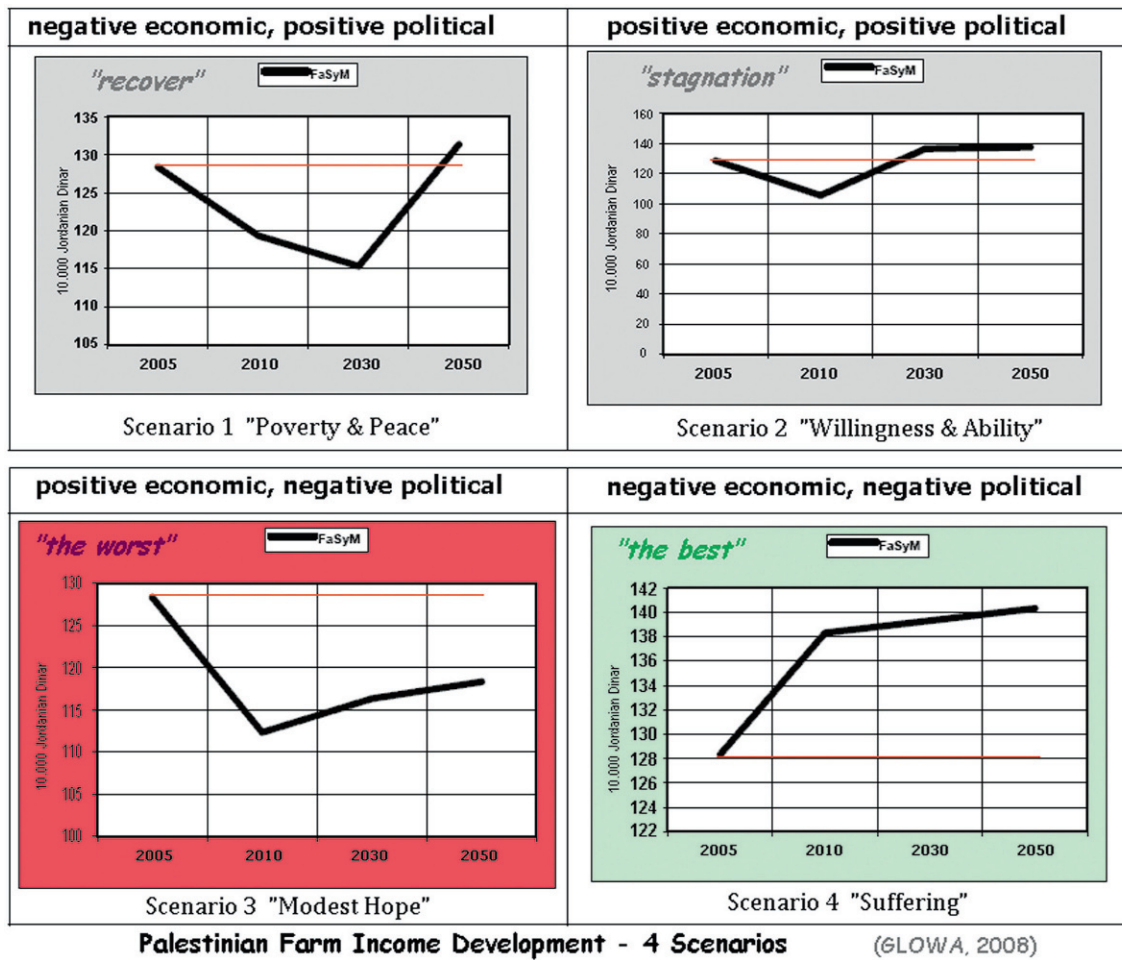 negative economic, positive political
positive economic, positive political
"recover"
FaSyM
135
130
125
120
115
110
105
10.000 Jordanian Dinar
2005 2010 2030 2050
Scenario 1 "Poverty & Peace"
"stagnation"
FaSyM
160
140
120
100
80
60
40
20
0
10.000 Jordanian Dinar
2005 2010 2030 2050
Scenario 2 "Willingness & Ability"
positive economic, negative political
negative economic, negative political
"the worst"
FaSyM
130
125
120
115
110
105
100
10.000 Jordanian Dinar
2005 2010 2030 2050
Scenario 3 "Modest Hope"
"the best"
FaSyM
142
140
138
136
134
132
130
128
126
124
122
10.000 Jordanian Dinar
2005 2010 2030 2050
Scenario 4 "Suffering"
Palestinian Farm Income Development - 4 Scenarios (GLOWA, 2008)